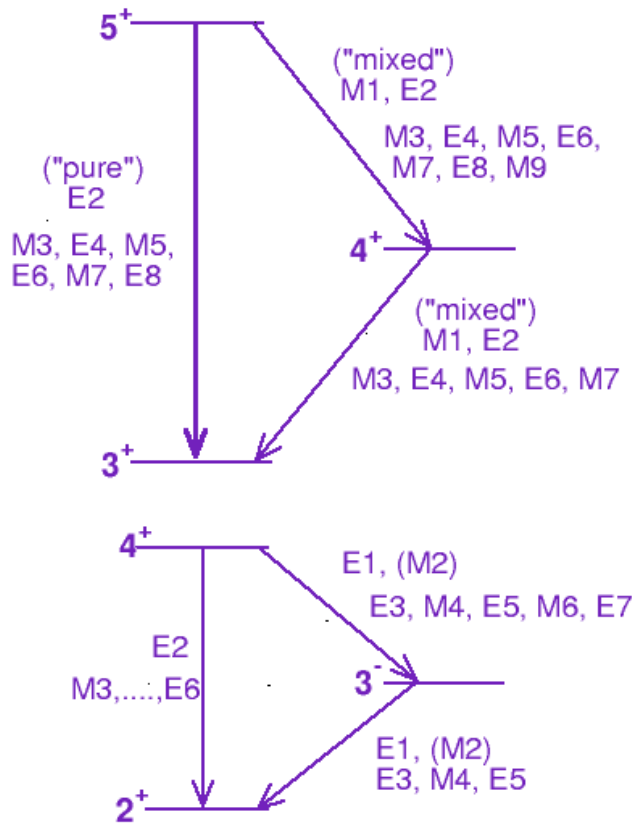 5⁺
("mixed")
M1, E2
M3, E4, M5, E6,
M7, E8, M9
("pure")
E2
M3, E4, M5,
E6, M7, E8
4⁺
("mixed")
M1, E2
M3, E4, M5, E6, M7
3⁺
4⁺
E1, (M2)
E3, M4, E5, M6, E7
E2
M3,....,E6
3⁻
E1, (M2)
E3, M4, E5
2⁺